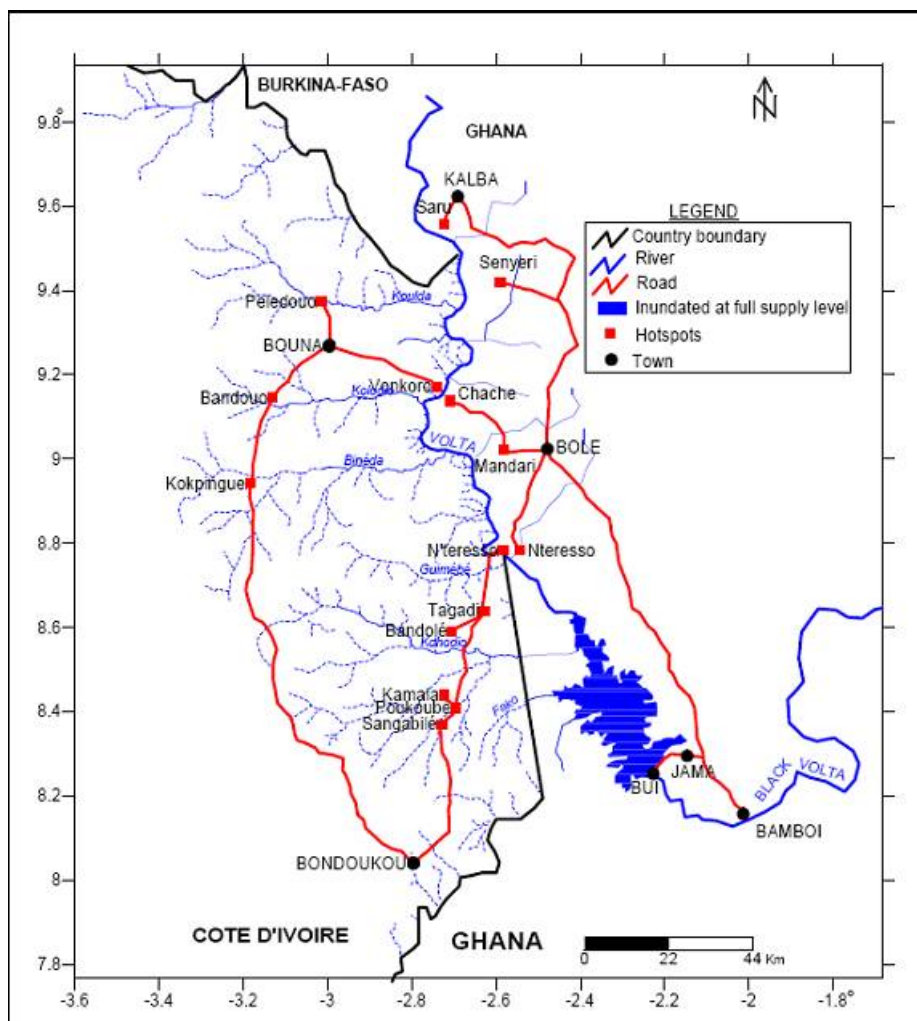 BURKINA-FASO
N
9.8°
GHANA
KALBA
9.6
Saru
LEGEND
Country boundary
Senyeri
River
9.4
Road
Peledouo
Koulda
Inundated at full supply level
BOUNA
Hotspots
Town
9.2
Vonkoro
Bandouo
Chache
Kolodio
VOLTA
BOLE
9
Binéda
Mandari
Kokpingue
8.8
N'teresso
Nteresso
Guimébé
Tagadi
8.6
Bandolé
Kohodio
Kamala
8.4
Poukoube
Foko
Sangabilé
JAMA
BUI
BLACK VOLTA
8.2
BAMBOI
BONDOUKOU
8
COTE D'IVOIRE
GHANA
7.8
0 22 44 Km
-3.6 -3.4 -3.2 -3 -2.8 -2.6 -2.4 -2.2 -2 -1.8°